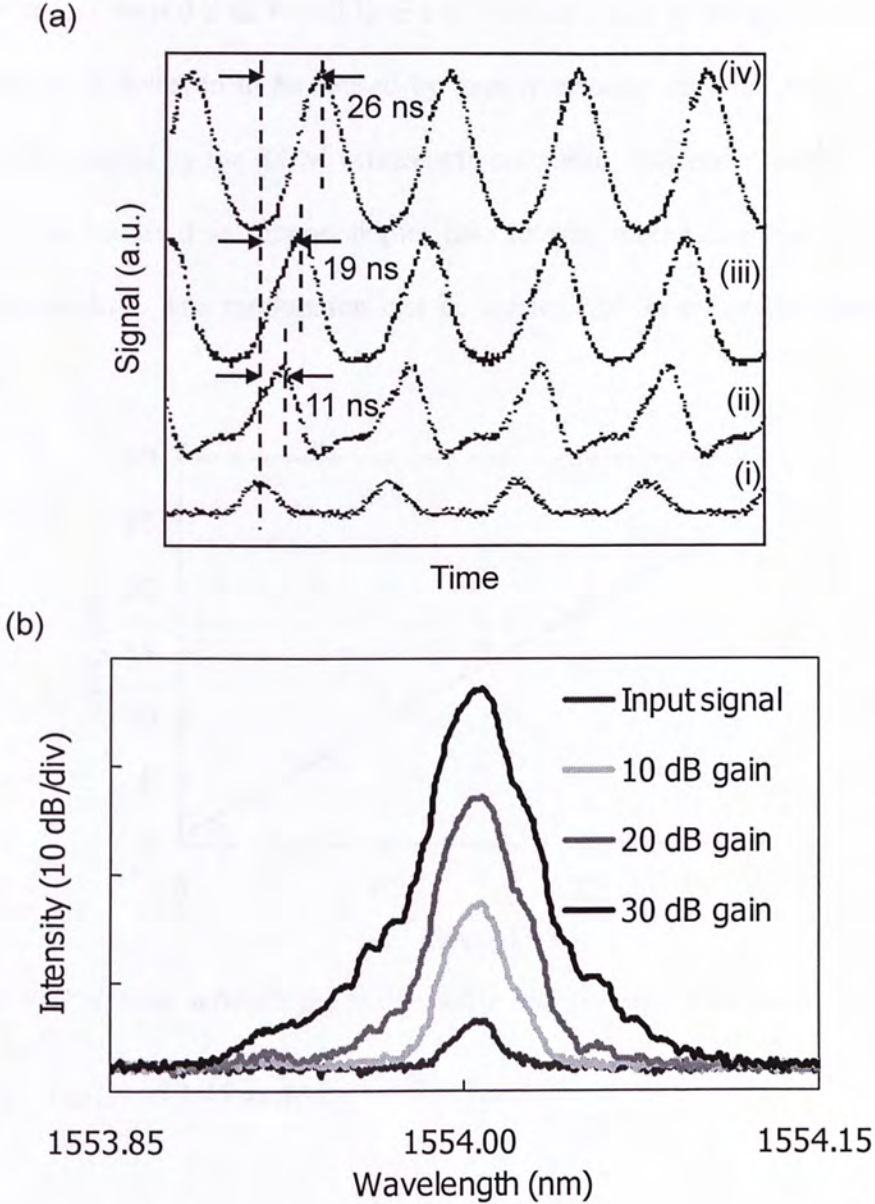 (a)
(iv)
26 ns
(iii)
19 ns
(ii)
11 ns
(i)
Signal (a.u.)
Time
(b)
Input signal
10 dB gain
20 dB gain
30 dB gain
Intensity (10 dB/div)
1553.85 1554.00 1554.15
Wavelength (nm)